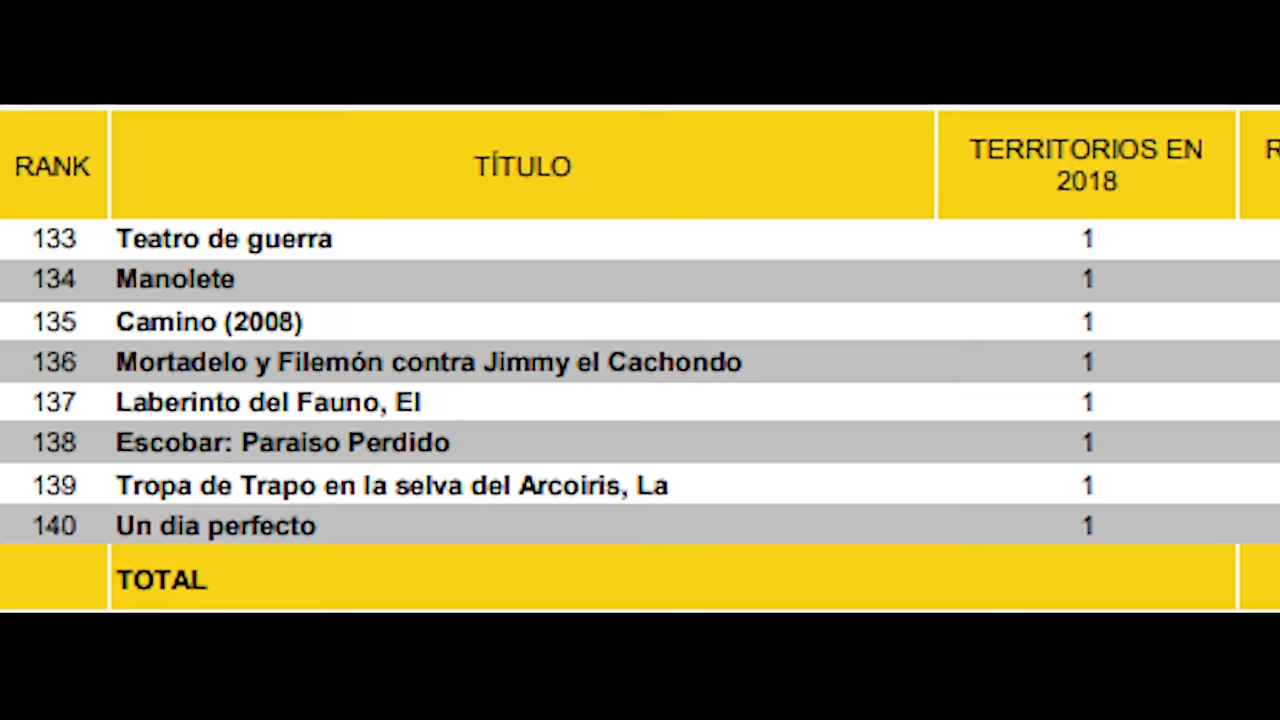 RANK TÍTULO TERRITORIOS EN 2018 R
133 Teatro de guerra 1
134 Manolete 1
135 Camino (2008) 1
136 Mortadelo y Filemón contra Jimmy el Cachondo 1
137 Laberinto del Fauno, El 1
138 Escobar: Paraiso Perdido 1
139 Tropa de Trapo en la selva del Arcoiris, La 1
140 Un dia perfecto 1
TOTAL